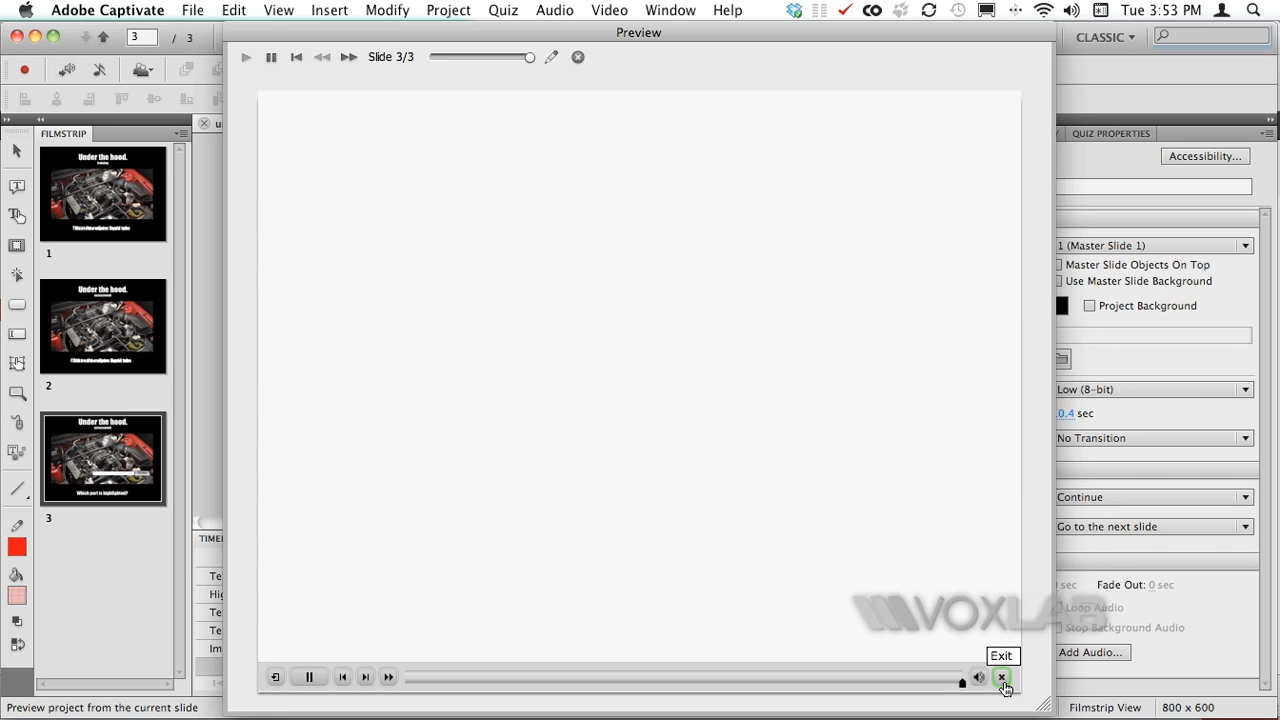 Adobe Captivate File Edit View Insert Modify Project Quiz Audio Video Window Help Tue 3:53 PM
Preview
3 / 3
CLASSIC
Slide 3/3
FILMSTRIP
QUIZ PROPERTIES
Accessibility...
Under the hood.
1
1 (Master Slide 1)
Master Slide Objects On Top
Use Master Slide Background
Project Background
Under the hood.
2
Low (8-bit)
0.4 sec
No Transition
Under the hood.
Which part is highlighted?
3
Continue
Go to the next slide
TIMEL
Te
Hig
Te
Te
Im
sec Fade Out: 0 sec
Loop Audio
Stop Background Audio
Add Audio...
VOXLAB
Exit
Preview project from the current slide
Filmstrip View 800 x 600